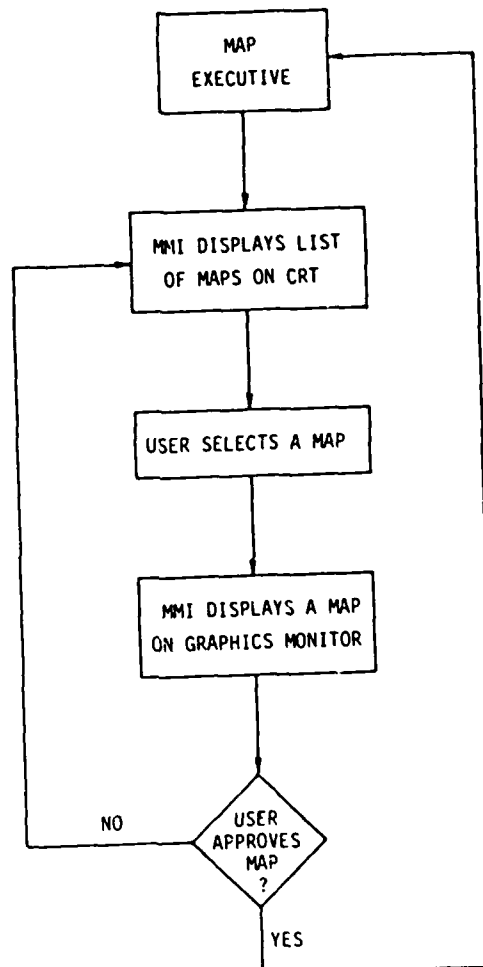 MAP
EXECUTIVE
MMI DISPLAYS LIST
OF MAPS ON CRT
USER SELECTS A MAP
MMI DISPLAYS A MAP
ON GRAPHICS MONITOR
USER
APPROVES
MAP
?
NO
YES